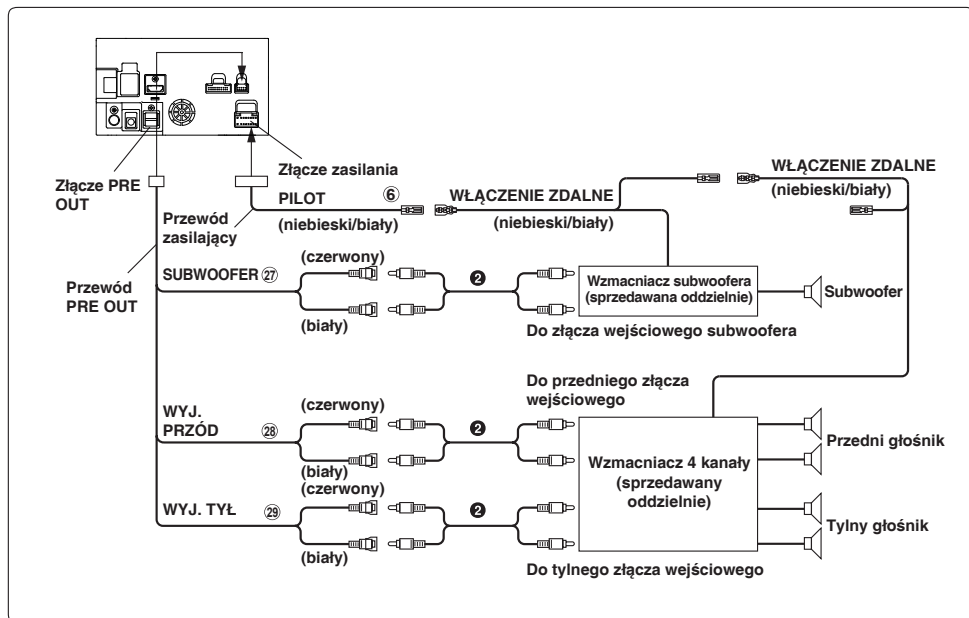 Złącze zasilania
Złącze PRE
OUT
PILOT
⑥
(niebieski/biały)
WŁĄCZENIE ZDALNE
(niebieski/biały)
WŁĄCZENIE ZDALNE
(niebieski/biały)
Przewód
zasilający
Przewód
PRE OUT
SUBWOOFER ㉗
(czerwony)
(biały)
❷
Wzmacniacz subwoofera
(sprzedawana oddzielnie)
Subwoofer
Do złącza wejściowego subwoofera
Do przedniego złącza
wejściowego
WYJ.
PRZÓD
㉘
(czerwony)
(biały)
❷
Wzmacniacz 4 kanały
(sprzedawany
oddzielnie)
Przedni głośnik
WYJ. TYŁ
㉙
(czerwony)
(biały)
❷
Tylny głośnik
Do tylnego złącza wejściowego